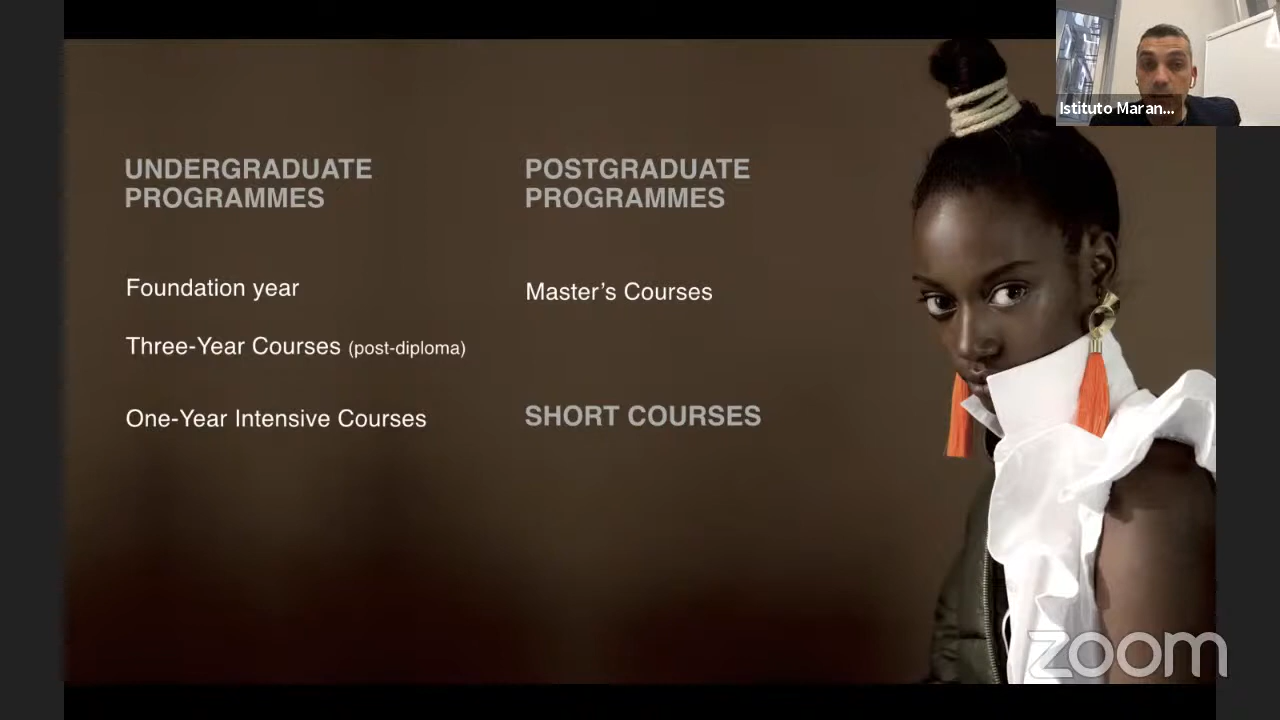 UNDERGRADUATE
PROGRAMMES
Foundation year
Three-Year Courses (post-diploma)
One-Year Intensive Courses
POSTGRADUATE
PROGRAMMES
Master’s Courses
SHORT COURSES
Istituto Maran...
zoom